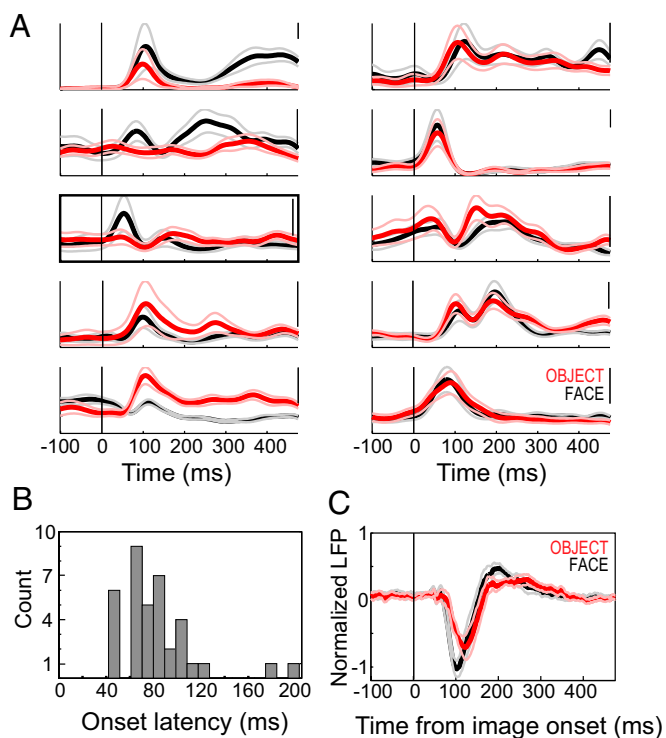 A
OBJECT
FACE
-100 0 100 200 300 400
-100 0 100 200 300 400
Time (ms)
Time (ms)
B
10
7
4
1
Count
0 40 80 120 160 200
Onset latency (ms)
C
1
0
-1
Normalized LFP
OBJECT
FACE
-100 0 100 200 300 400
Time from image onset (ms)